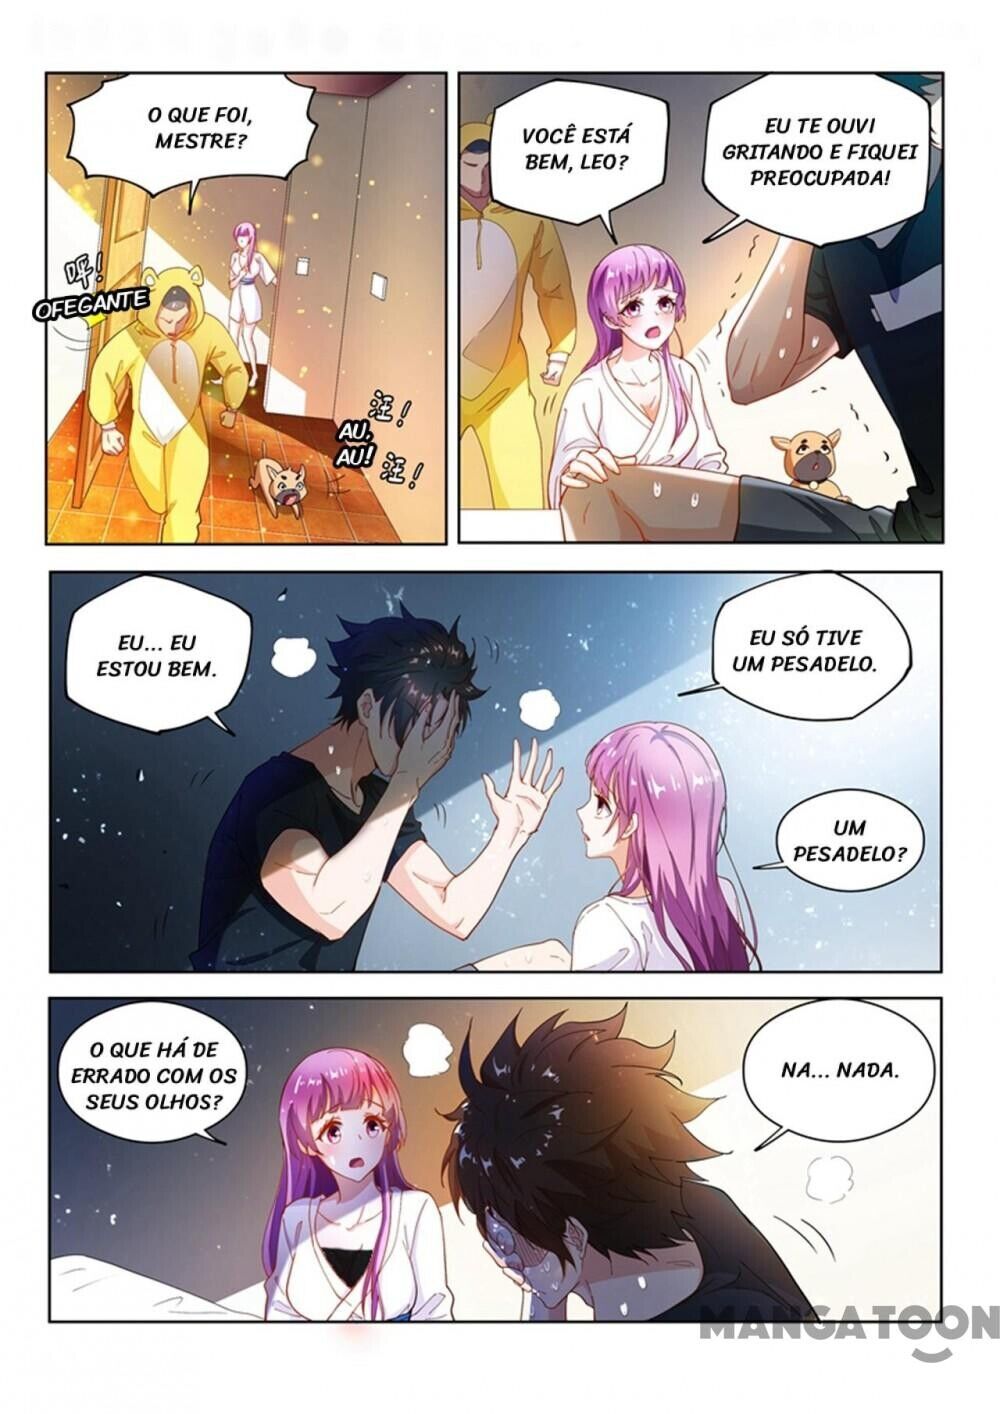 O QUE FOI,
MESTRE?
呼!
OFEGANTE
汪!
AU,
AU!
汪!
VOCÊ ESTÁ
BEM, LEO?
EU TE OUVI
GRITANDO E FIQUEI
PREOCUPADA!
EU... EU
ESTOU BEM.
EU SÓ TIVE
UM PESADELO.
UM
PESADELO?
O QUE HÁ DE
ERRADO COM OS
SEUS OLHOS?
NA... NADA.
MANGATOON